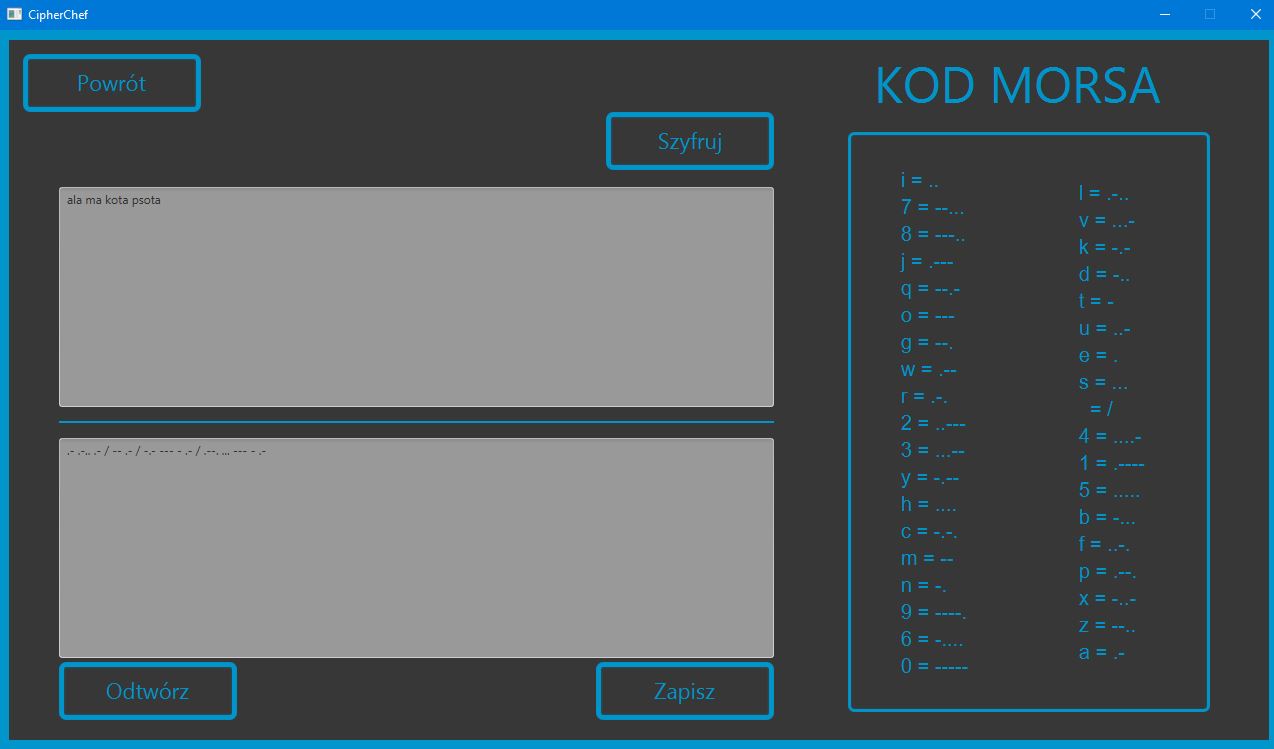 CipherChef
Powrót
KOD MORSA
Szyfruj
ala ma kota psota
.- .-.. .- / -- .- / -.- --- - .- / .--. ... --- - .-
Odtwórz
Zapisz
i = ..
7 = --...
8 = ---..
j = .---
q = --.-
o = ---
g = --.
w = .--
r = .-.
2 = ..---
3 = ...--
y = -.--
h = ....
c = -.-.
m = --
n = -.
9 = ----.
6 = -....
0 = -----
l = .-..
v = ...-
k = -.-
d = -..
t = -
u = ..-
e = .
s = ...
= /
4 = ....-
1 = .----
5 = .....
b = -...
f = ..-.
p = .--.
x = -..-
z = --..
a = .-